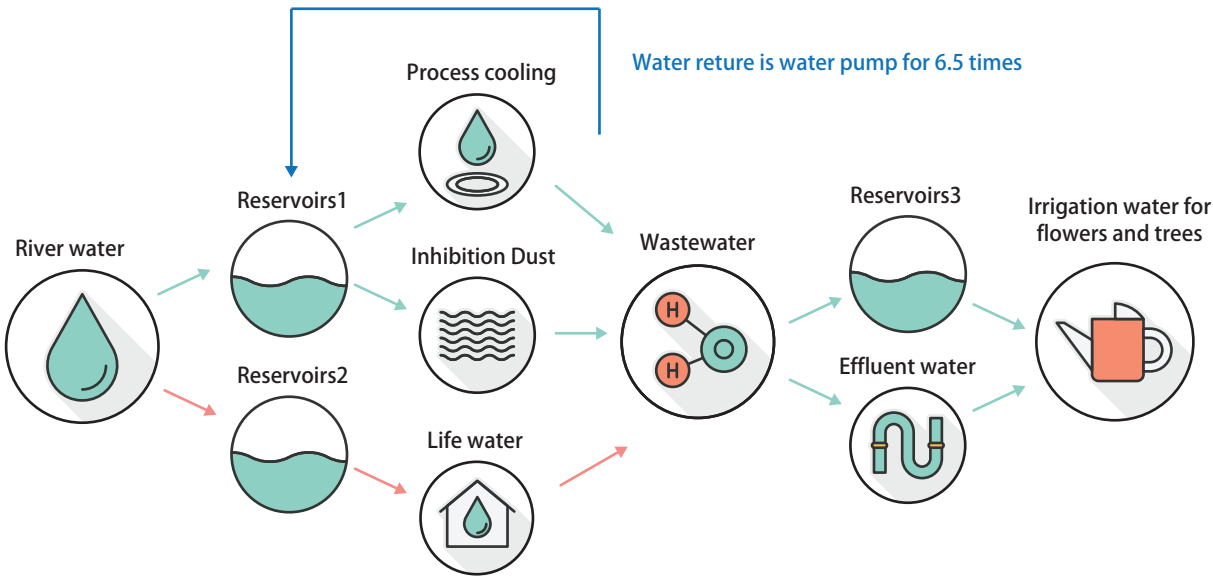 Water reture is water pump for 6.5 times
Process cooling
Reservoirs1
Reservoirs3
Irrigation water for
flowers and trees
River water
Inhibition Dust
Wastewater
H
H
Reservoirs2
Effluent water
Life water